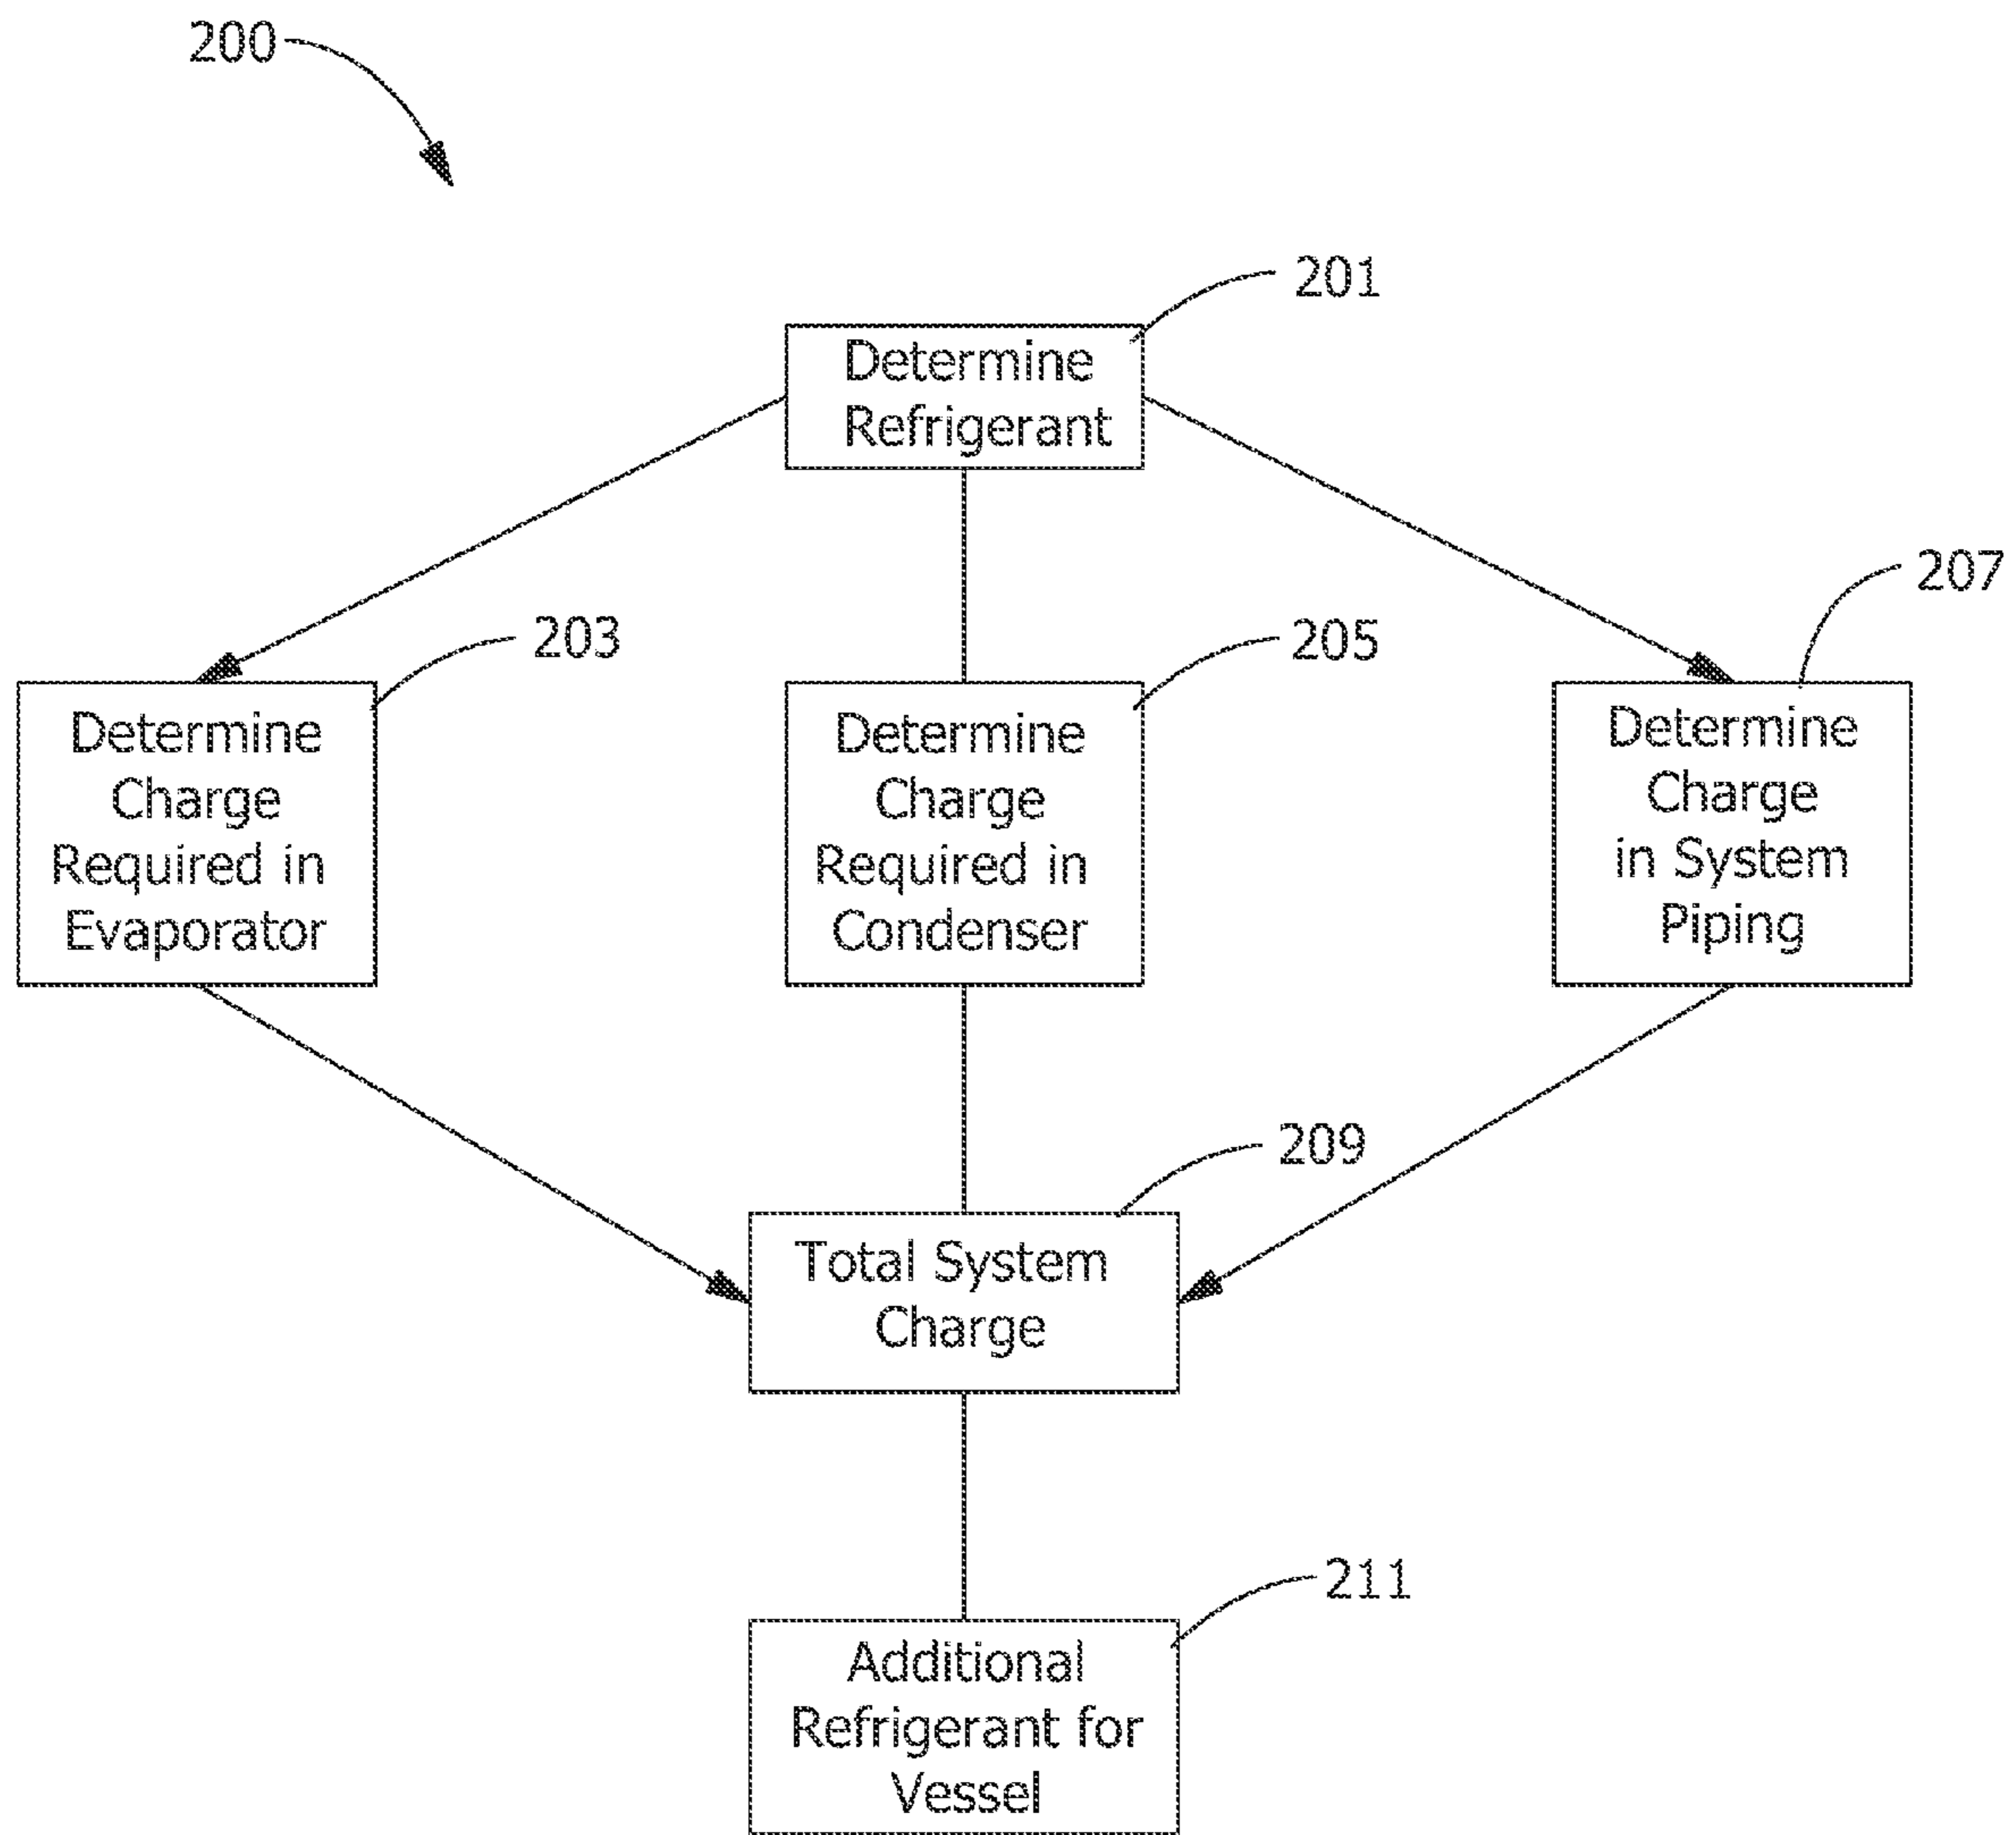 200
201
Determine
Refrigerant
203
205
207
Determine
Charge
Required in
Evaporator
Determine
Charge
Required in
Condenser
Determine
Charge
in System
Piping
209
Total System
Charge
211
Additional
Refrigerant for
Vessel